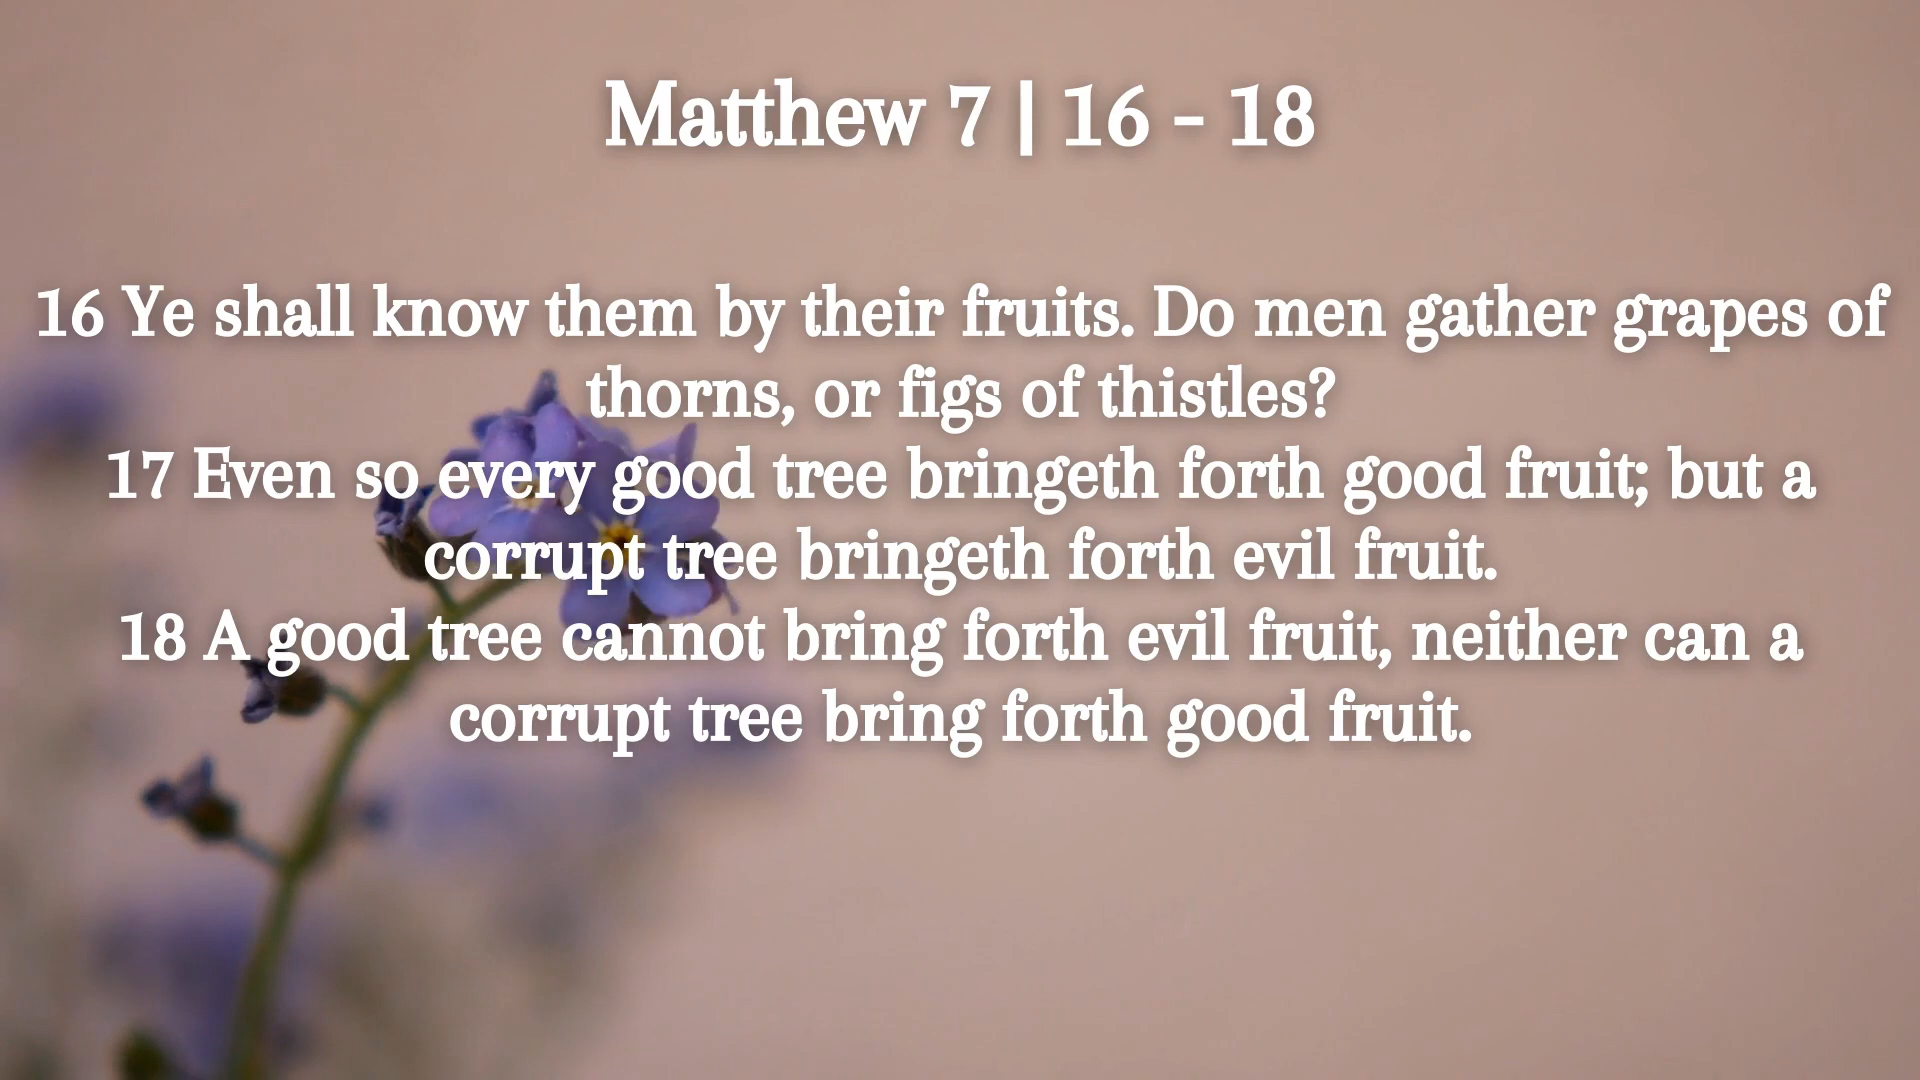 Matthew 7 | 16 - 18
16 Ye shall know them by their fruits. Do men gather grapes of
thorns, or figs of thistles?
17 Even so every good tree bringeth forth good fruit; but a
corrupt tree bringeth forth evil fruit.
18 A good tree cannot bring forth evil fruit, neither can a
corrupt tree bring forth good fruit.